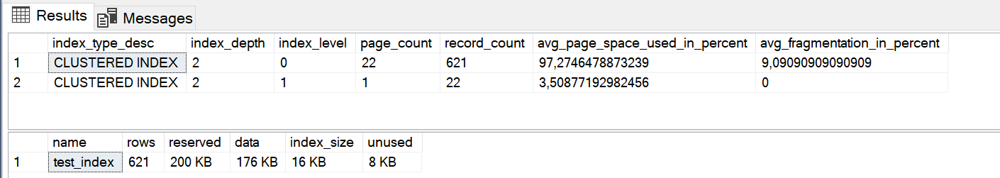 Results Messages
index_type_desc index_depth index_level page_count record_count avg_page_space_used_in_percent avg_fragmentation_in_percent
1 CLUSTERED INDEX 2 0 22 621 97,2746478873239 9,09090909090909
2 CLUSTERED INDEX 2 1 1 22 3,50877192982456 0
name rows reserved data index_size unused
1 test_index 621 200 KB 176 KB 16 KB 8 KB